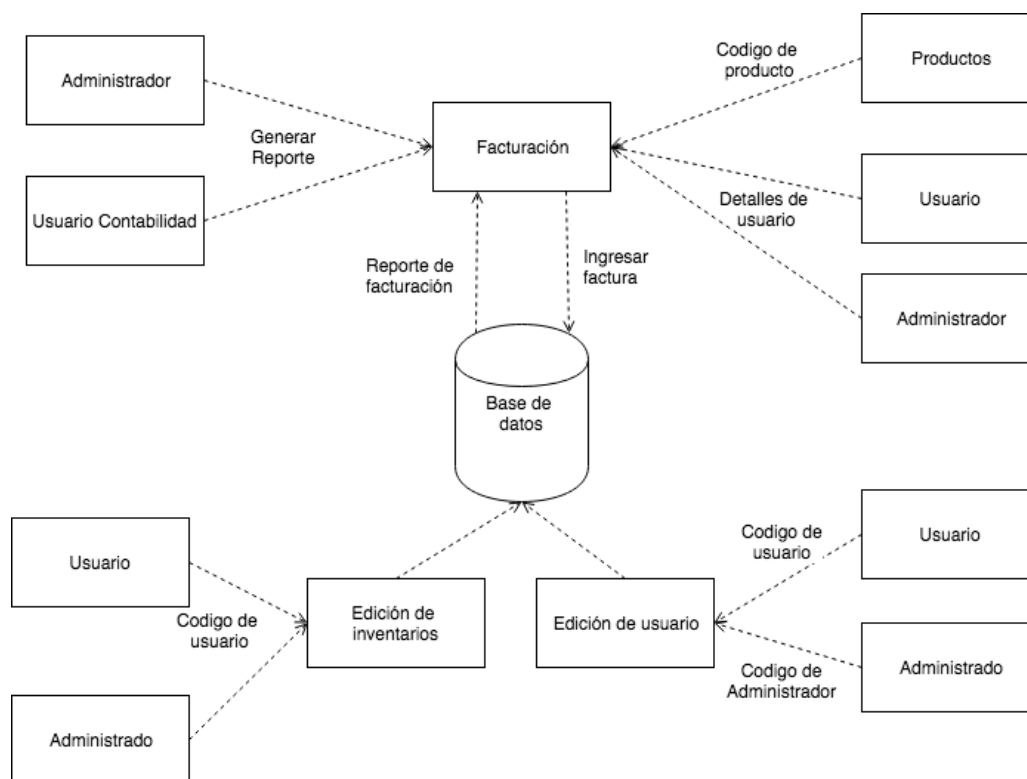 Administrador
Generar
Reporte
Usuario Contabilidad
Facturación
Codigo de
producto
Productos
Detalles de
usuario
Usuario
Administrador
Reporte de
facturación
Ingresar
factura
Base de
datos
Usuario
Codigo de
usuario
Administrado
Edición de
inventarios
Edición de usuario
Codigo de
usuario
Usuario
Codigo de
Administrador
Administrado